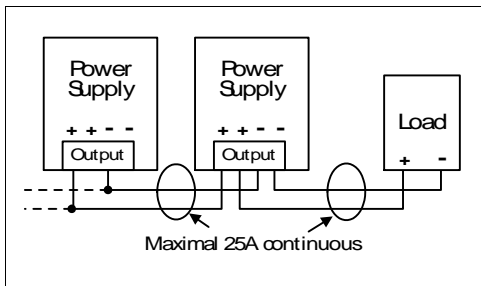 Power
Supply
+ + - -
Output
Power
Supply
+ + - -
Output
Load
+ -
Maximal 25A continuous